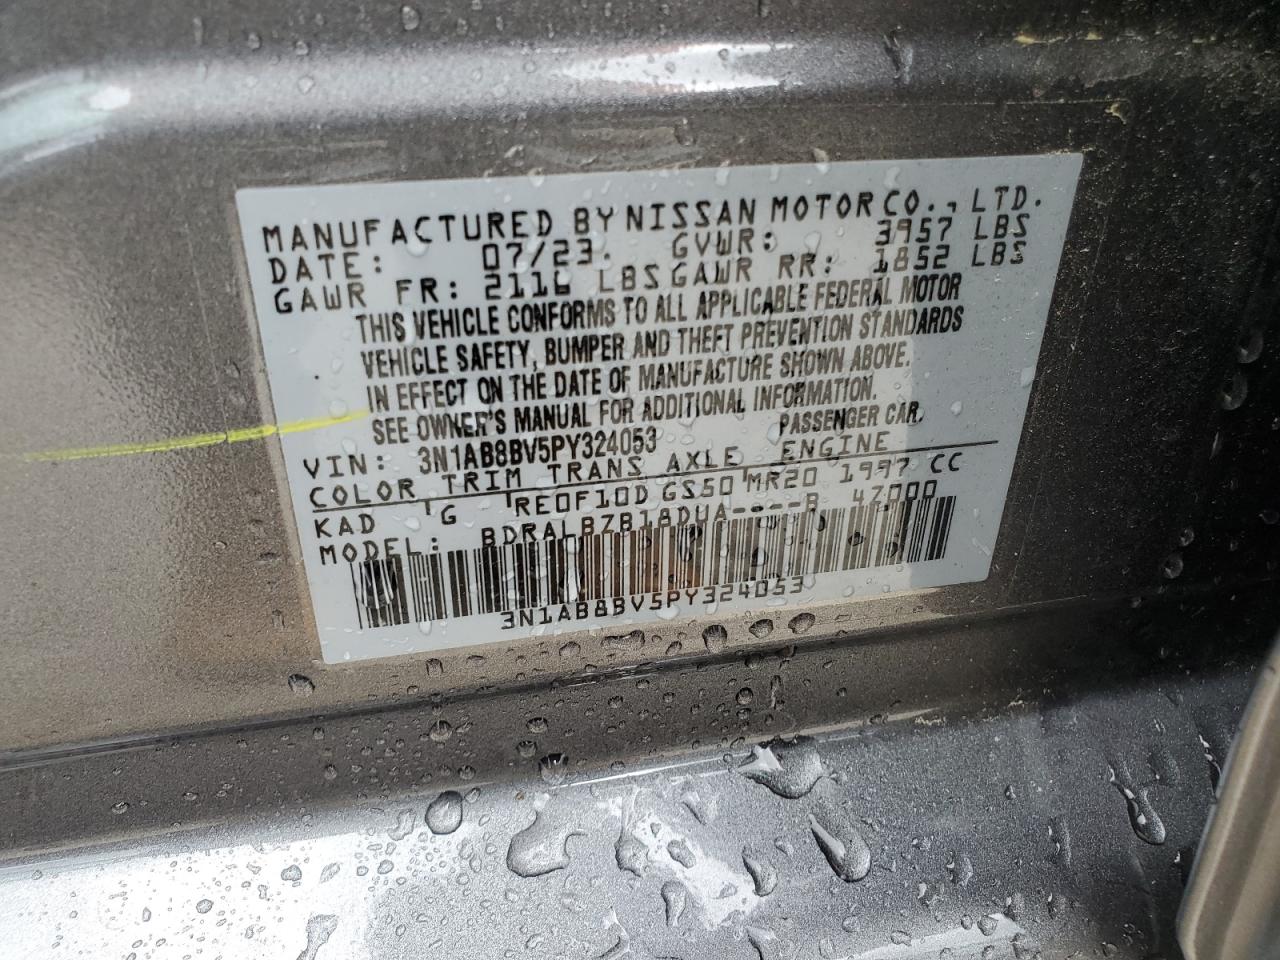 MANUFACTURED BY NISSAN MOTOR CO., LTD.
DATE: 07/23. GVWR: 3957 LBS
GAWR FR: 2116 LBS GAWR RR: 1852 LBS
THIS VEHICLE CONFORMS TO ALL APPLICABLE FEDERAL MOTOR
VEHICLE SAFETY, BUMPER AND THEFT PREVENTION STANDARDS
IN EFFECT ON THE DATE OF MANUFACTURE SHOWN ABOVE.
SEE OWNER'S MANUAL FOR ADDITIONAL INFORMATION.
VIN: 3N1AB8BV5PY324053 PASSENGER CAR.
COLOR TRIM TRANS AXLE ENGINE
KAD G RE0F10D GS50 MR20 1997 CC
MODEL: BDRALBZB18DUA----B 47000
3N1AB8BV5PY324053